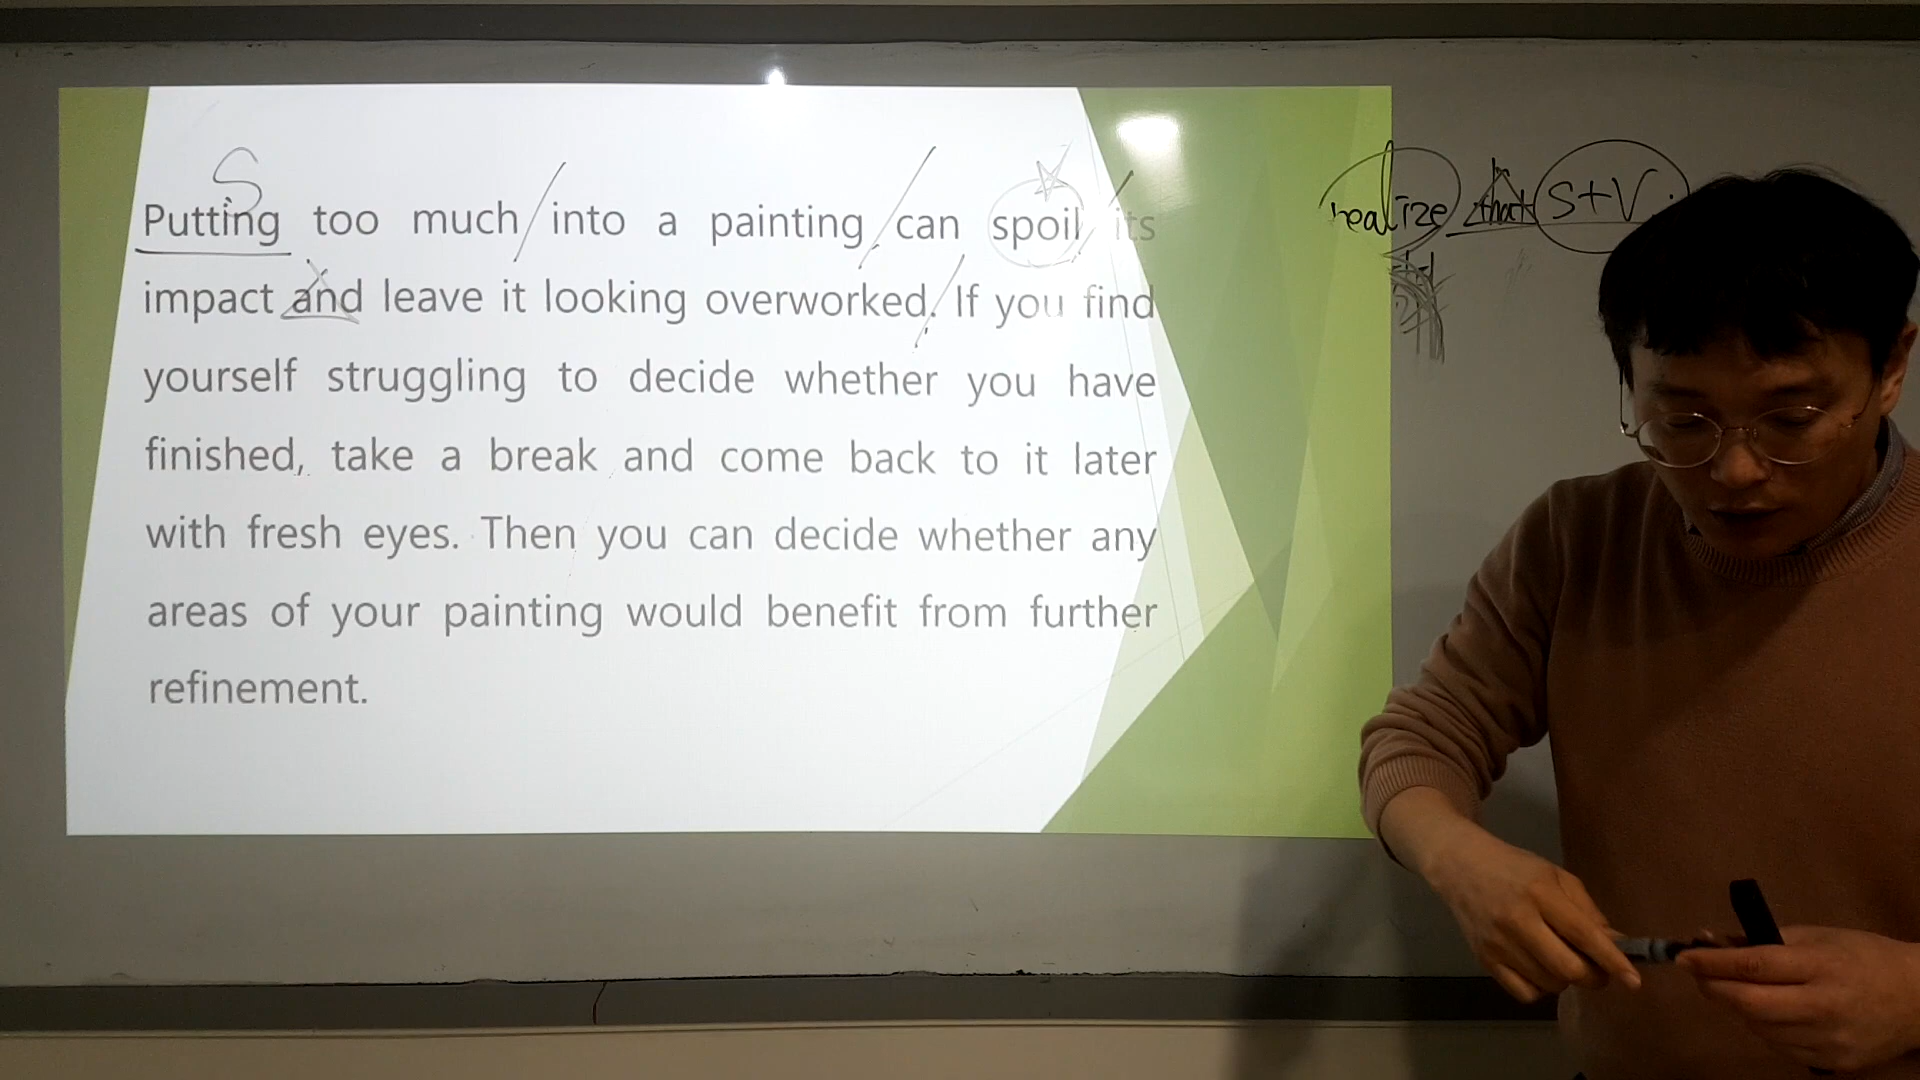 S
Putting too much into a painting can spoil its
impact and leave it looking overworked. If you find
yourself struggling to decide whether you have
finished, take a break and come back to it later
with fresh eyes. Then you can decide whether any
areas of your painting would benefit from further
refinement.
realize that S+V